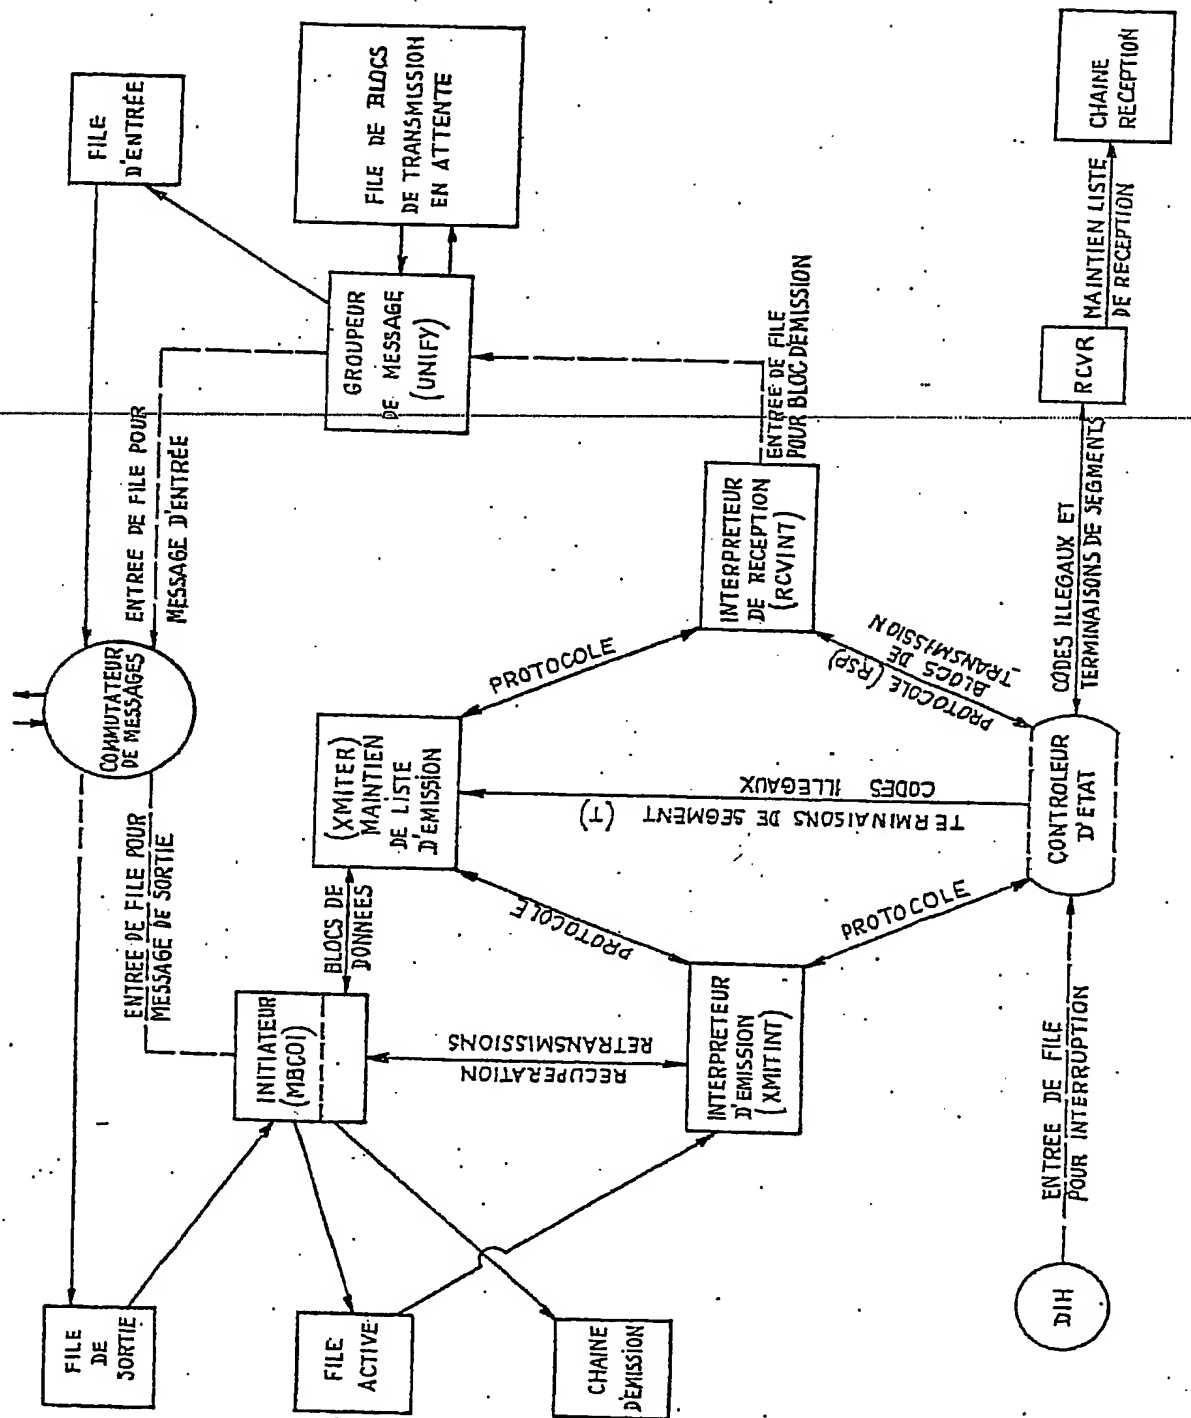 FILE
DE
SORTIE
FILE
ACTIVE
CHAINE
D'EMISSION
DIH
ENTREE DE FILE
POUR INTERRUPTION
ENTREE DE FILE POUR
MESSAGE DE SORTIE
INITIATEUR
(MBCOI)
RECUPERATION
RETRANSMISSIONS
INTERPRETEUR
D'EMISSION
(XMITINT)
BLOCS DE
DONNEES
PROTOCOLE
PROTOCOLE
COMMUTATEUR
DE MESSAGES
(XMITER)
MAINTIEN
DE LISTE
D'EMISSION
TERMINAISONS DE SEGMENT (T)
CODES ILLEGAUX
CONTROLEUR
D'ETAT
PROTOCOLE
PROTOCOLE (RSP)
BLOCS DE
TRANSMISSION
INTERPRETEUR
DE RECEPTION
(RCVINT)
ENTREE DE FILE POUR
MESSAGE D'ENTRÉE
CODES ILLEGAUX ET
TERMINAISONS DE SEGMENTS
GROUPEUR
DE MESSAGE
(UNIFY)
ENTREE DE FILE
POUR BLOC D'EMISSION
RCVR
MAINTIEN LISTE
DE RECEPTION
FILE
D'ENTRÉE
FILE DE BLOCS
DE TRANSMISSION
EN ATTENTE
CHAINE
RECEPTION